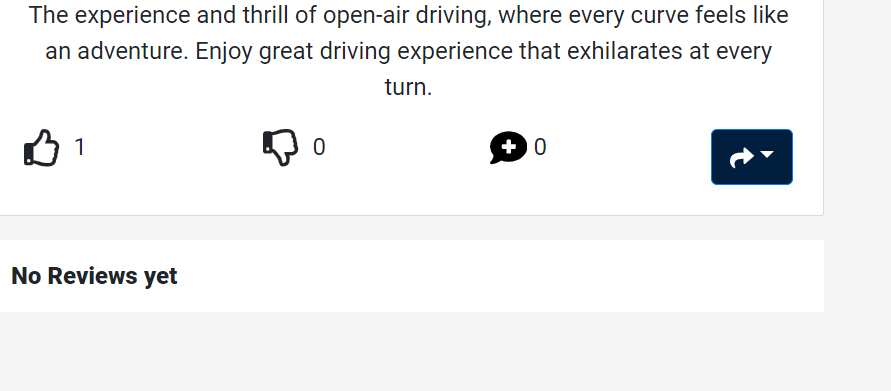 The experience and thrill of open-air driving, where every curve feels like
an adventure. Enjoy great driving experience that exhilarates at every
turn.
1 0 0
No Reviews yet